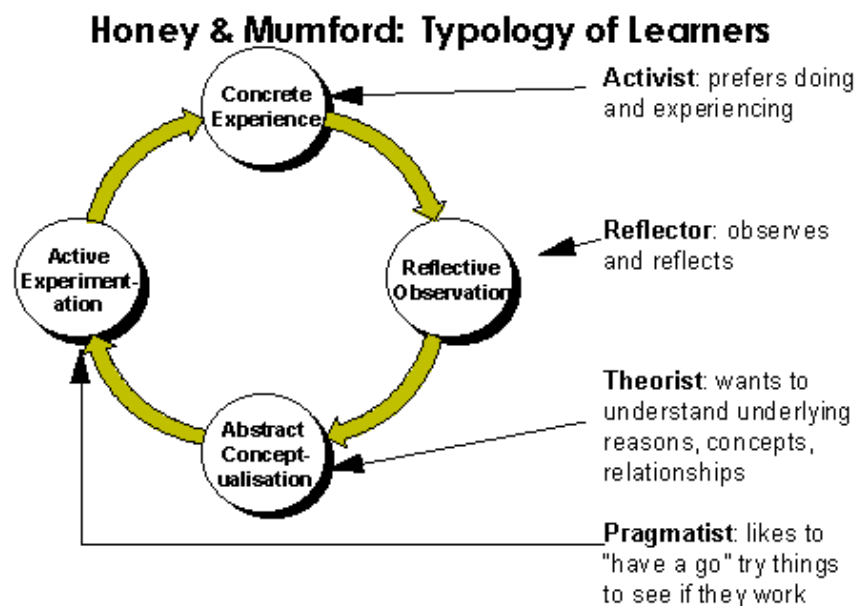 Honey & Mumford: Typology of Learners
Concrete
Experience
Activist: prefers doing
and experiencing
Reflective
Observation
Reflector: observes
and reflects
Abstract
Concept-
ualisation
Theorist: wants to
understand underlying
reasons, concepts,
relationships
Active
Experiment-
ation
Pragmatist: likes to
"have a go" try things
to see if they work